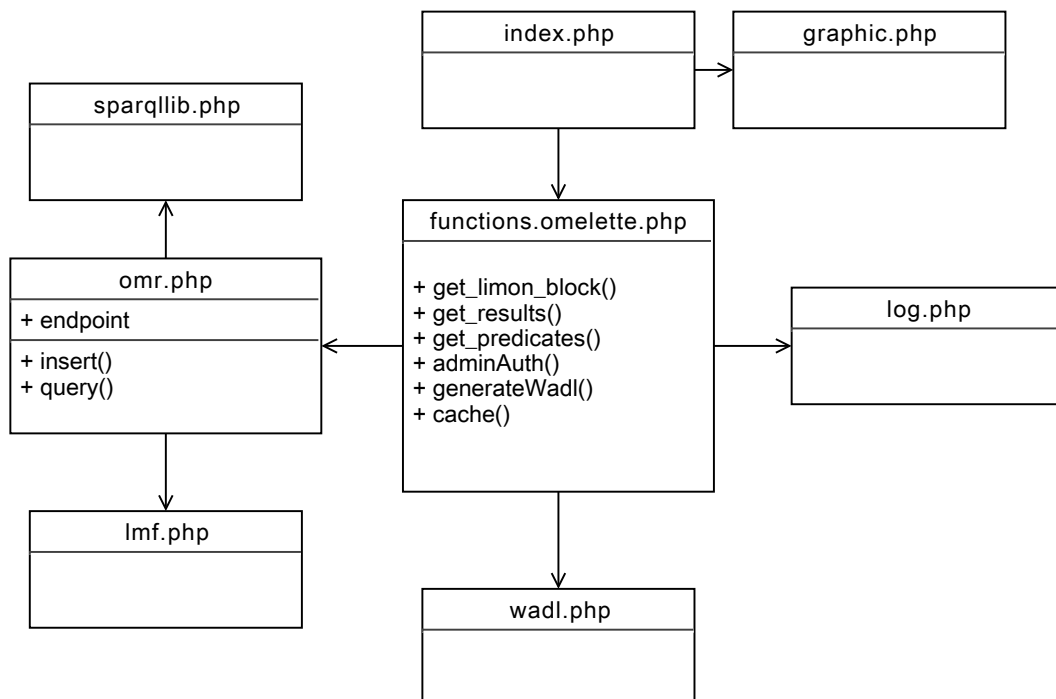 index.php
graphic.php
sparqllib.php
functions.omelette.php
+ get_limon_block()
+ get_results()
+ get_predicates()
+ adminAuth()
+ generateWadl()
+ cache()
omr.php
+ endpoint
+ insert()
+ query()
log.php
lmf.php
wadl.php